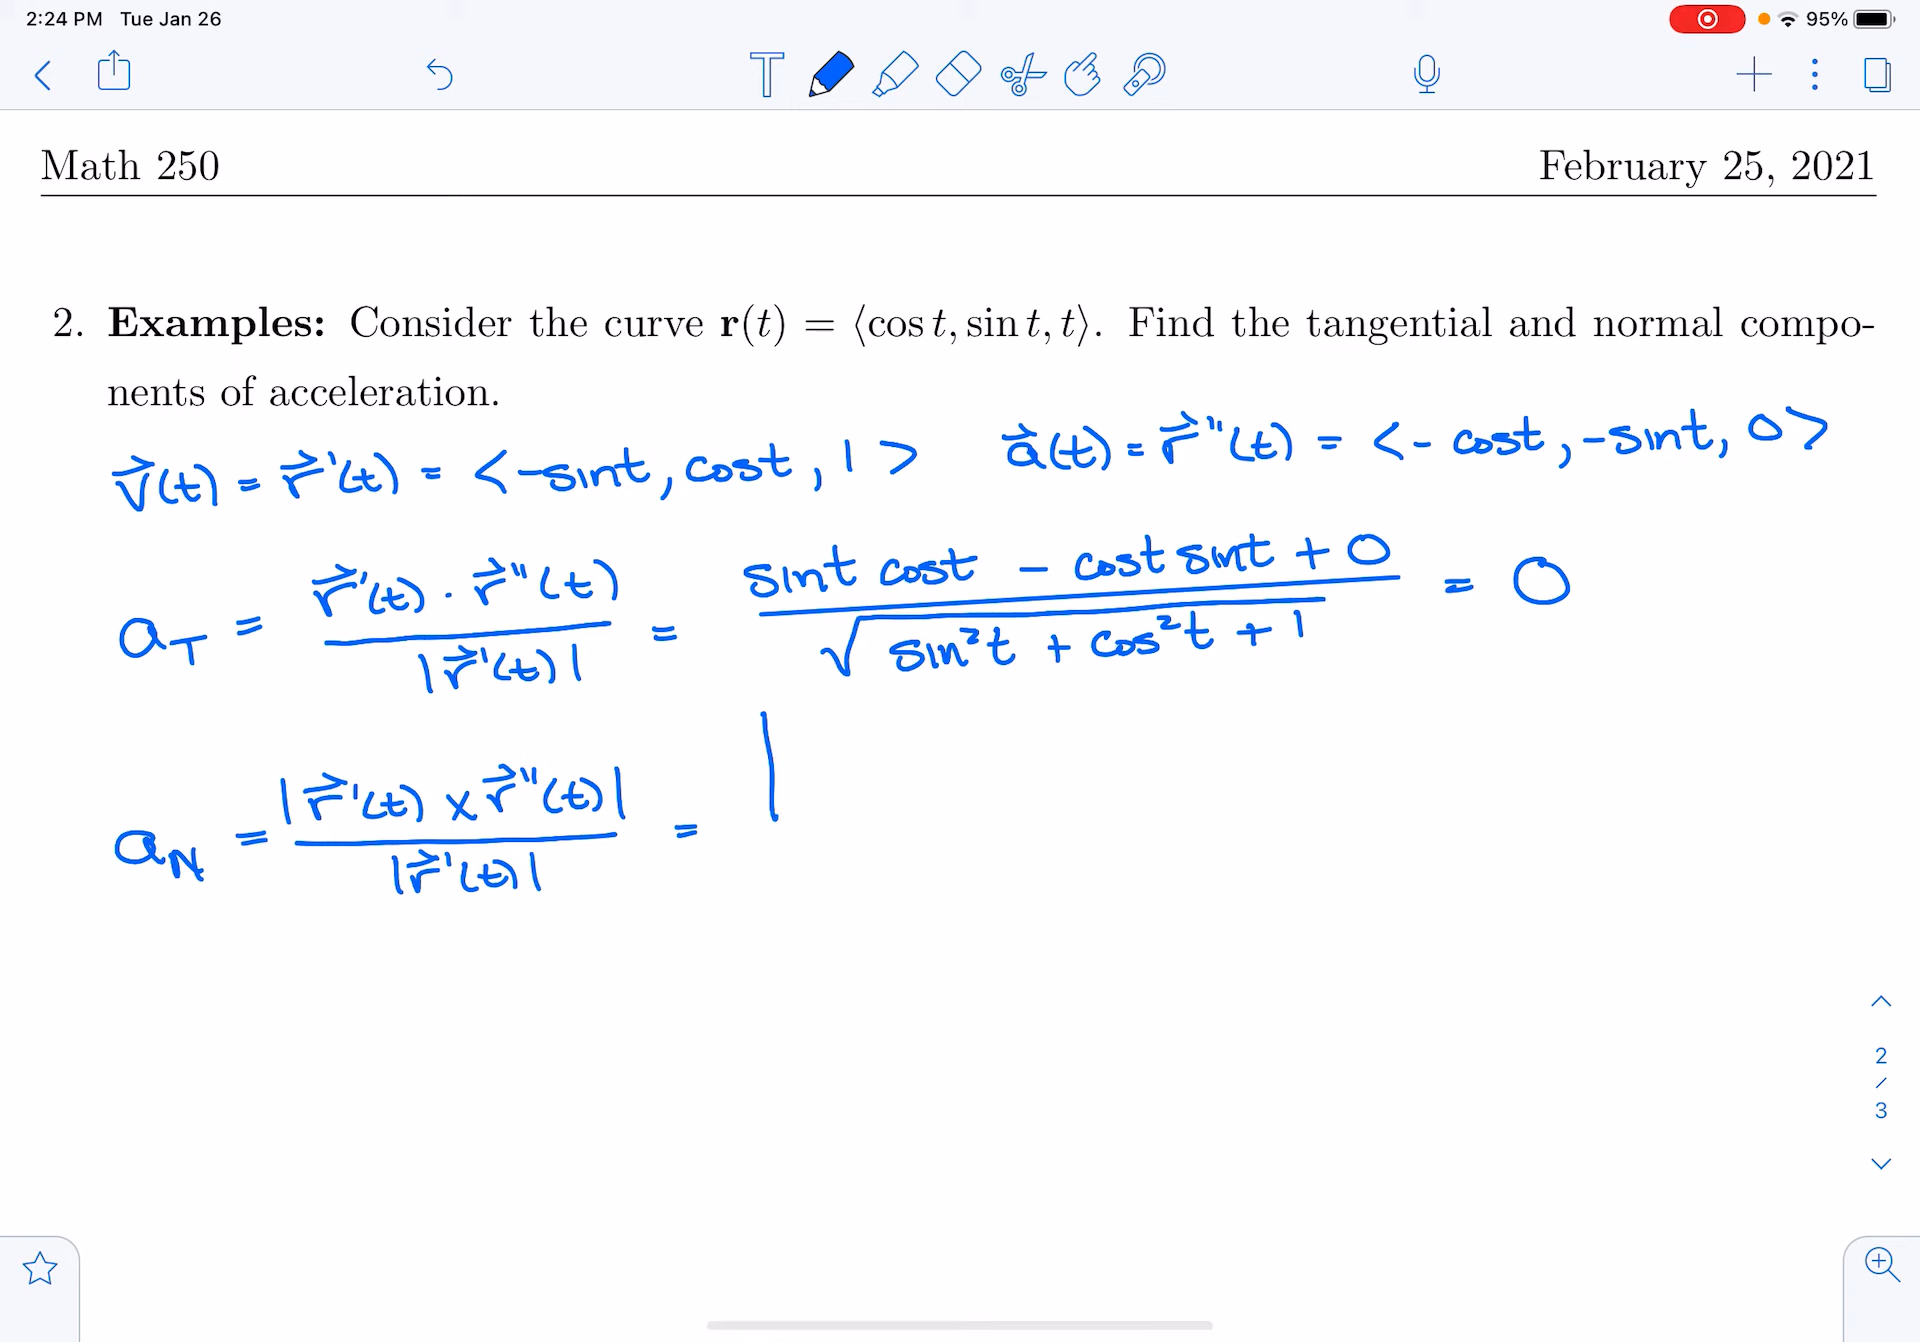 2:24 PM Tue Jan 26 95%
Math 250 February 25, 2021
2. Examples: Consider the curve r(t) = ⟨cos t, sin t, t⟩. Find the tangential and normal compo-
nents of acceleration.
v⃗(t) = r⃗'(t) = <-sint, cost, 1> a⃗(t) = r⃗''(t) = <-cost, -sint, 0>
a_T = (r⃗'(t) · r⃗''(t)) / |r⃗'(t)| = (sint cost - cost sint + 0) / √(sin²t + cos²t + 1) = 0
a_N = |r⃗'(t) × r⃗''(t)| / |r⃗'(t)| = |
2
/
3